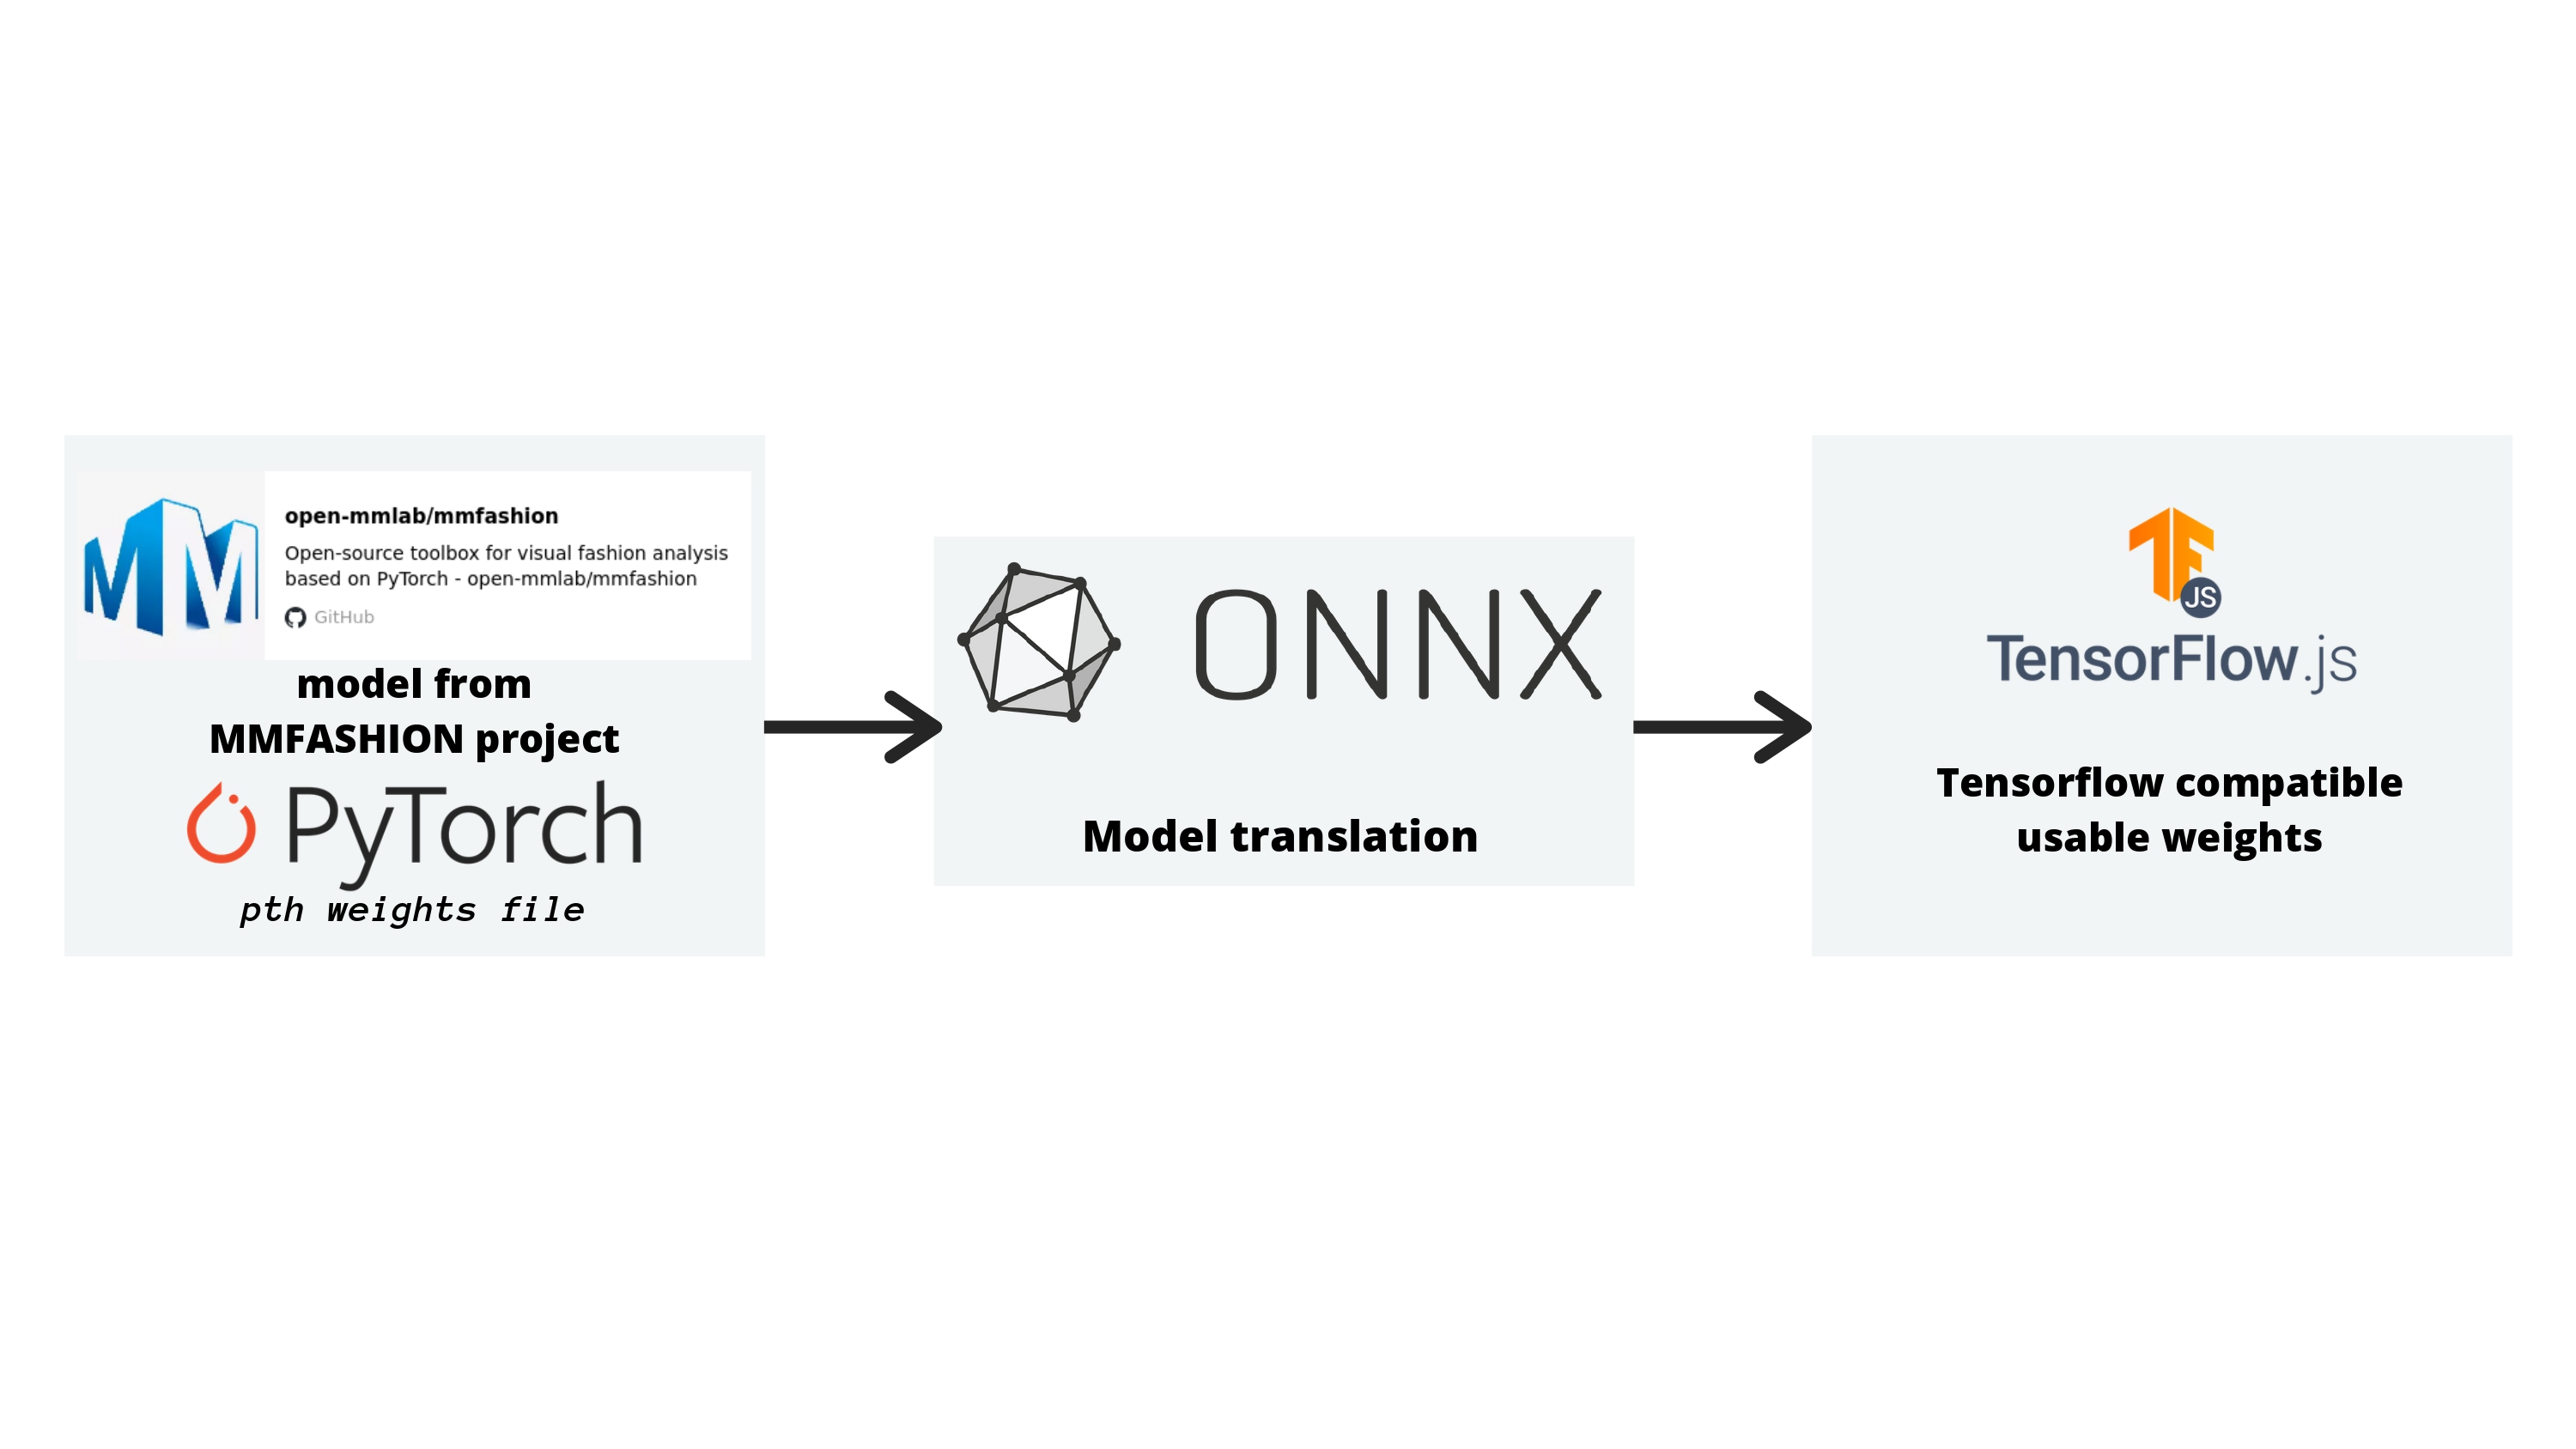 MM
open-mmlab/mmfashion
Open-source toolbox for visual fashion analysis
based on PyTorch - open-mmlab/mmfashion
GitHub
model from
MMFASHION project
PyTorch
pth weights file
ONNX
Model translation
TF
JS
TensorFlow.js
Tensorflow compatible
usable weights